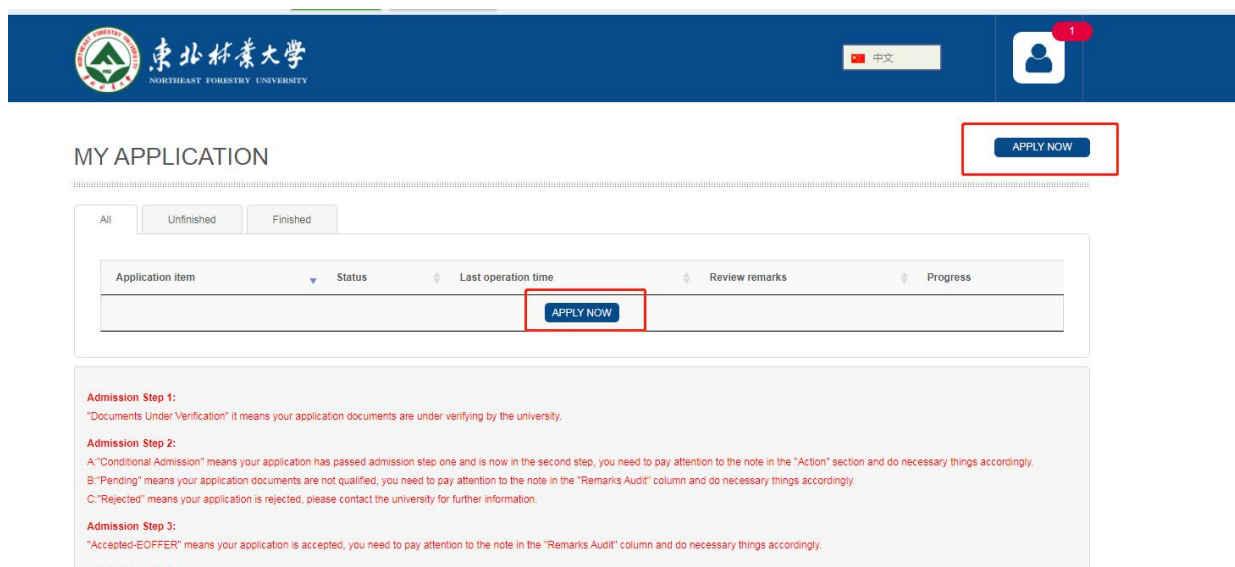 東北林業大學
NORTHEAST FORESTRY UNIVERSITY
中文
1
MY APPLICATION
APPLY NOW
All Unfinished Finished
Application item Status Last operation time Review remarks Progress
APPLY NOW
Admission Step 1:
"Documents Under Verification" it means your application documents are under verifying by the university.
Admission Step 2:
A:"Conditional Admission" means your application has passed admission step one and is now in the second step, you need to pay attention to the note in the "Action" section and do necessary things accordingly.
B:"Pending" means your application documents are not qualified, you need to pay attention to the note in the "Remarks Audit" column and do necessary things accordingly.
C:"Rejected" means your application is rejected, please contact the university for further information.
Admission Step 3:
"Accepted-EOFFER" means your application is accepted, you need to pay attention to the note in the "Remarks Audit" column and do necessary things accordingly.